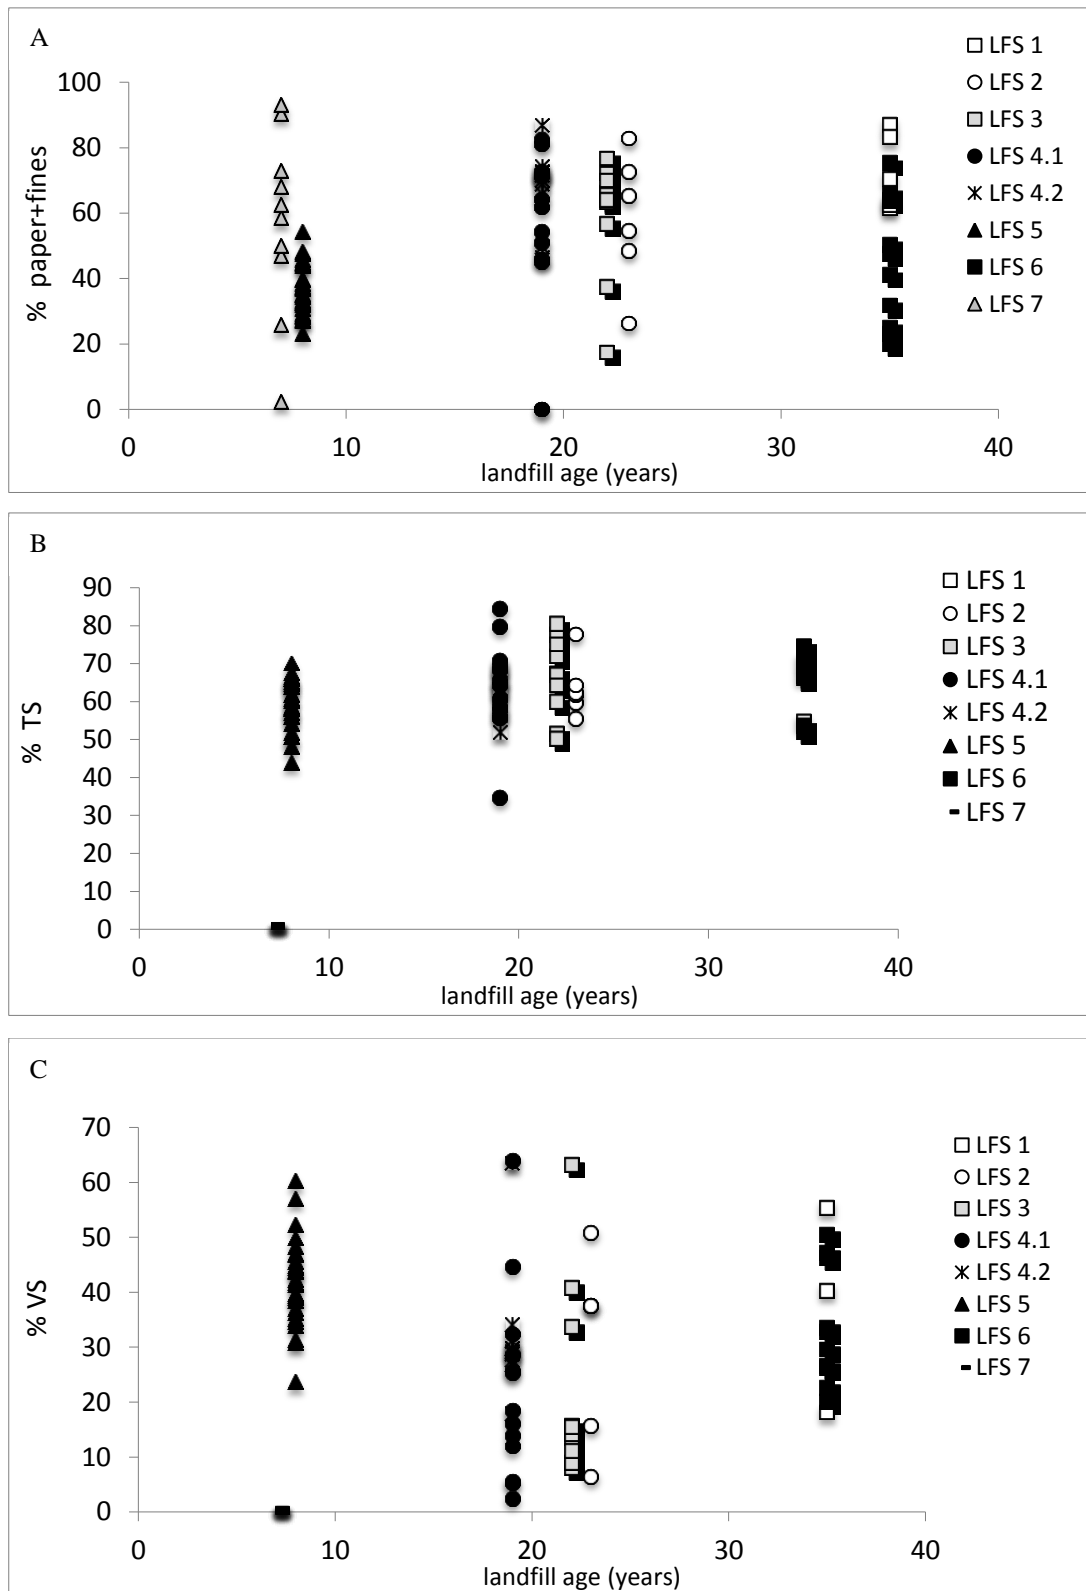 A
LFS 1
LFS 2
LFS 3
LFS 4.1
LFS 4.2
LFS 5
LFS 6
LFS 7
% paper+fines
100
80
60
40
20
0
0 10 20 30 40
landfill age (years)
B
LFS 1
LFS 2
LFS 3
LFS 4.1
LFS 4.2
LFS 5
LFS 6
LFS 7
% TS
90
80
70
60
50
40
30
20
10
0
0 10 20 30 40
landfill age (years)
C
LFS 1
LFS 2
LFS 3
LFS 4.1
LFS 4.2
LFS 5
LFS 6
LFS 7
% VS
70
60
50
40
30
20
10
0
0 10 20 30 40
landfill age (years)